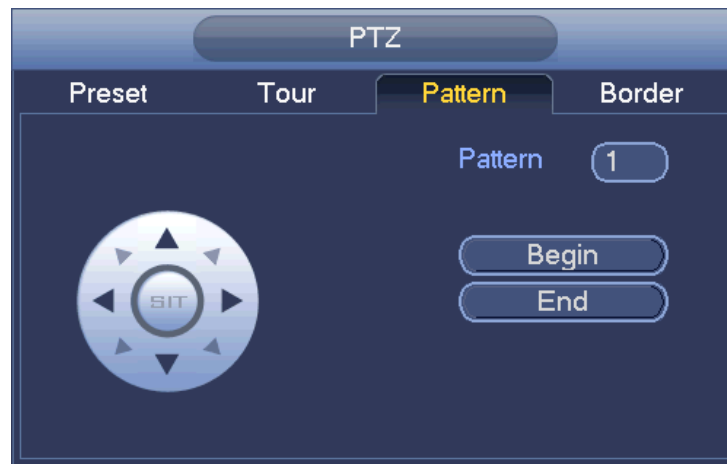 PTZ
Preset Tour Pattern Border
Pattern 1
Begin
SIT
End